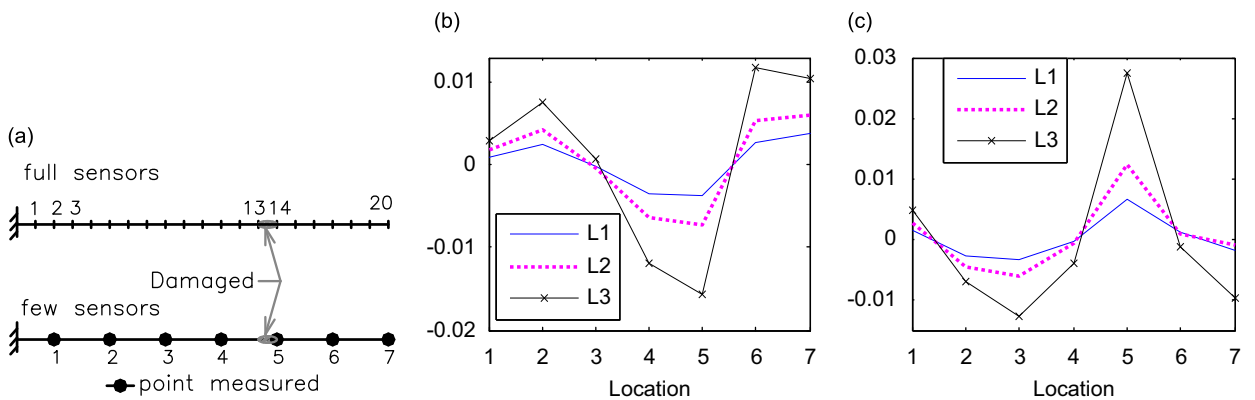 (a)
full sensors
1 2 3 13 14 20
Damaged
few sensors
1 2 3 4 5 6 7
point measured
(b)
0.01
0
-0.01
-0.02
L1
L2
L3
1 2 3 4 5 6 7
Location
(c)
0.03
0.02
0.01
0
-0.01
L1
L2
L3
1 2 3 4 5 6 7
Location